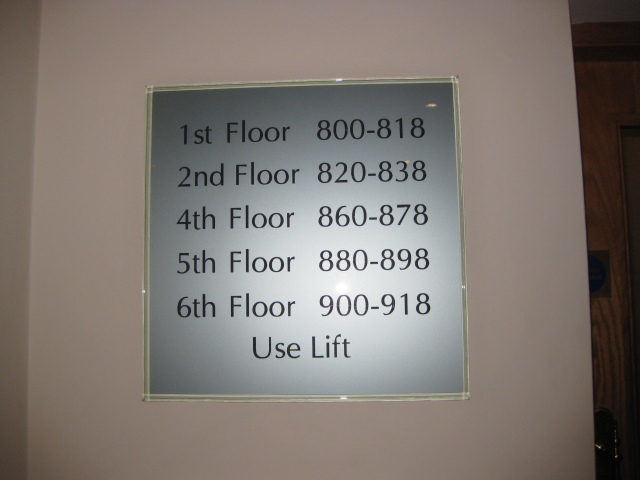 1st Floor 800-818
2nd Floor 820-838
4th Floor 860-878
5th Floor 880-898
6th Floor 900-918
Use Lift